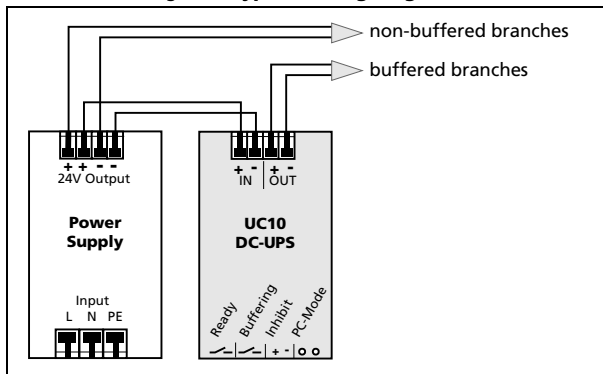 non-buffered branches
buffered branches
+ + - -
24V Output
+ - + -
IN OUT
Power
Supply
UC10
DC-UPS
Input
L N PE
Ready
Buffering
Inhibit
PC-Mode
+ -